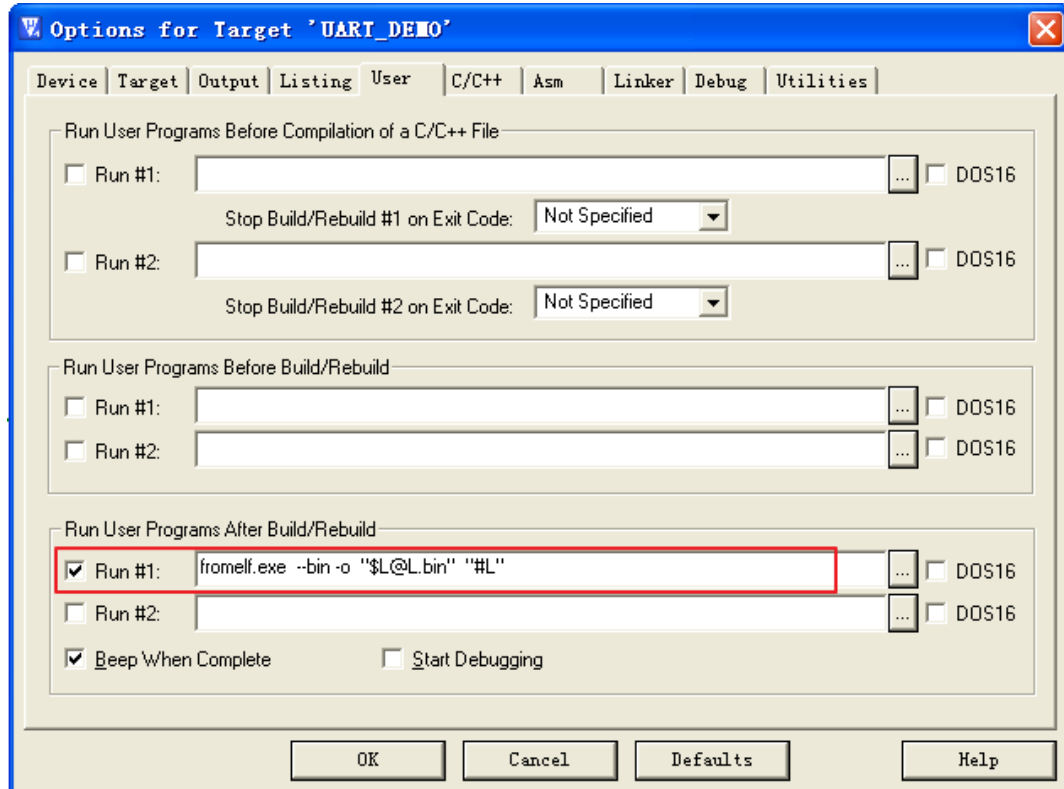 Options for Target 'UART_DEMO'
Device Target Output Listing User C/C++ Asm Linker Debug Utilities
Run User Programs Before Compilation of a C/C++ File
Run #1: ... DOS16
Stop Build/Rebuild #1 on Exit Code: Not Specified
Run #2: ... DOS16
Stop Build/Rebuild #2 on Exit Code: Not Specified
Run User Programs Before Build/Rebuild
Run #1: ... DOS16
Run #2: ... DOS16
Run User Programs After Build/Rebuild
Run #1: fromelf.exe --bin -o "$L@L.bin" "#L" ... DOS16
Run #2: ... DOS16
Beep When Complete Start Debugging
OK Cancel Defaults Help